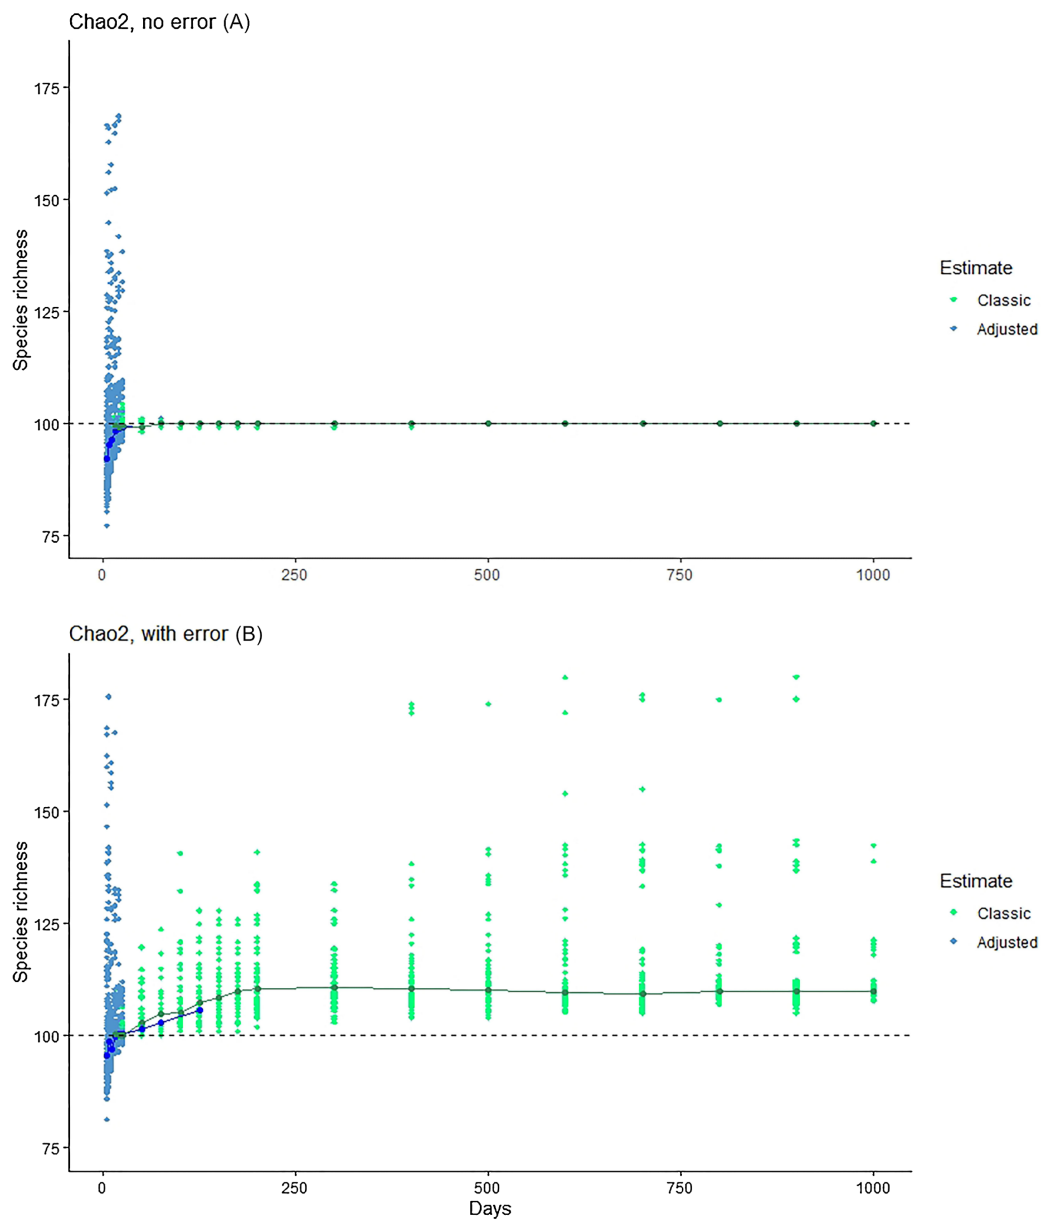 Chao2, no error (A)
175
150
125
100
75
Species richness
0 250 500 750 1000
Estimate
Classic
Adjusted
Chao2, with error (B)
175
150
125
100
75
Species richness
0 250 500 750 1000
Days
Estimate
Classic
Adjusted